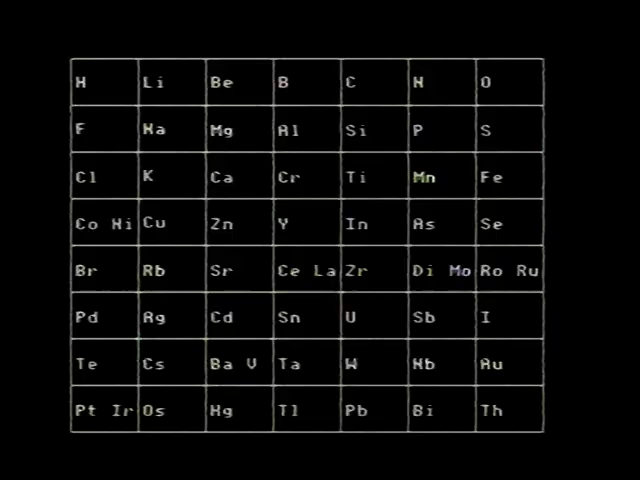 H Li Be B C N O
F Na Mg Al Si P S
Cl K Ca Cr Ti Mn Fe
Co Ni Cu Zn Y In As Se
Br Rb Sr Ce La Zr Di Mo Ro Ru
Pd Ag Cd Sn U Sb I
Te Cs Ba V Ta W Nb Au
Pt Ir Os Hg Tl Pb Bi Th